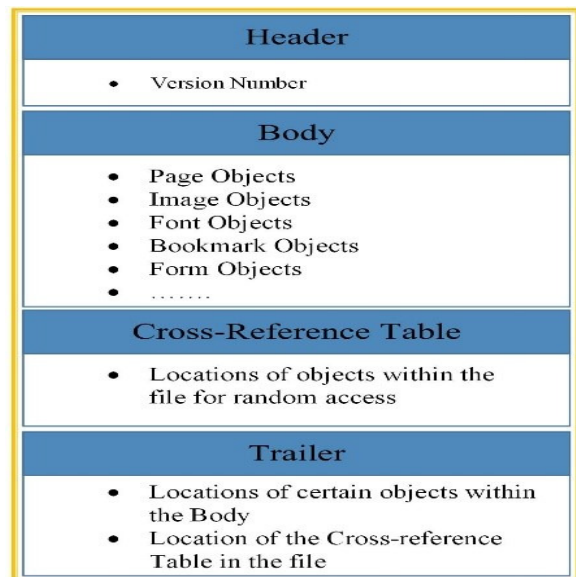 Header
• Version Number
Body
• Page Objects
• Image Objects
• Font Objects
• Bookmark Objects
• Form Objects
• .......
Cross-Reference Table
• Locations of objects within the
file for random access
Trailer
• Locations of certain objects within
the Body
• Location of the Cross-reference
Table in the file